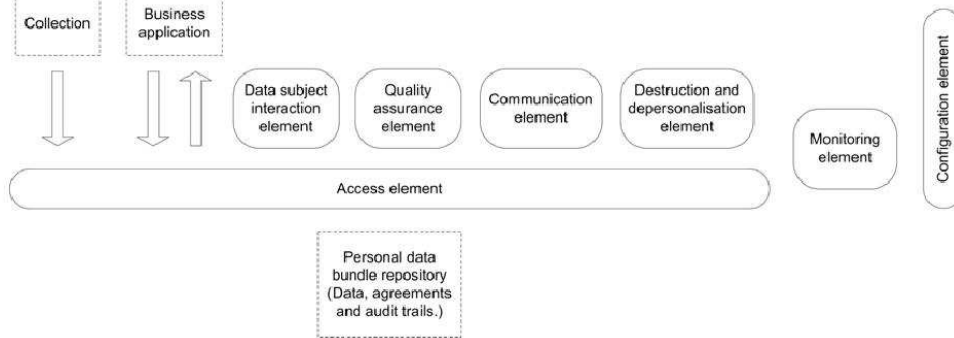 Collection
Business
application
Data subject
interaction
element
Quality
assurance
element
Communication
element
Destruction and
depersonalisation
element
Monitoring
element
Configuration element
Access element
Personal data
bundle repository
(Data, agreements
and audit trails.)